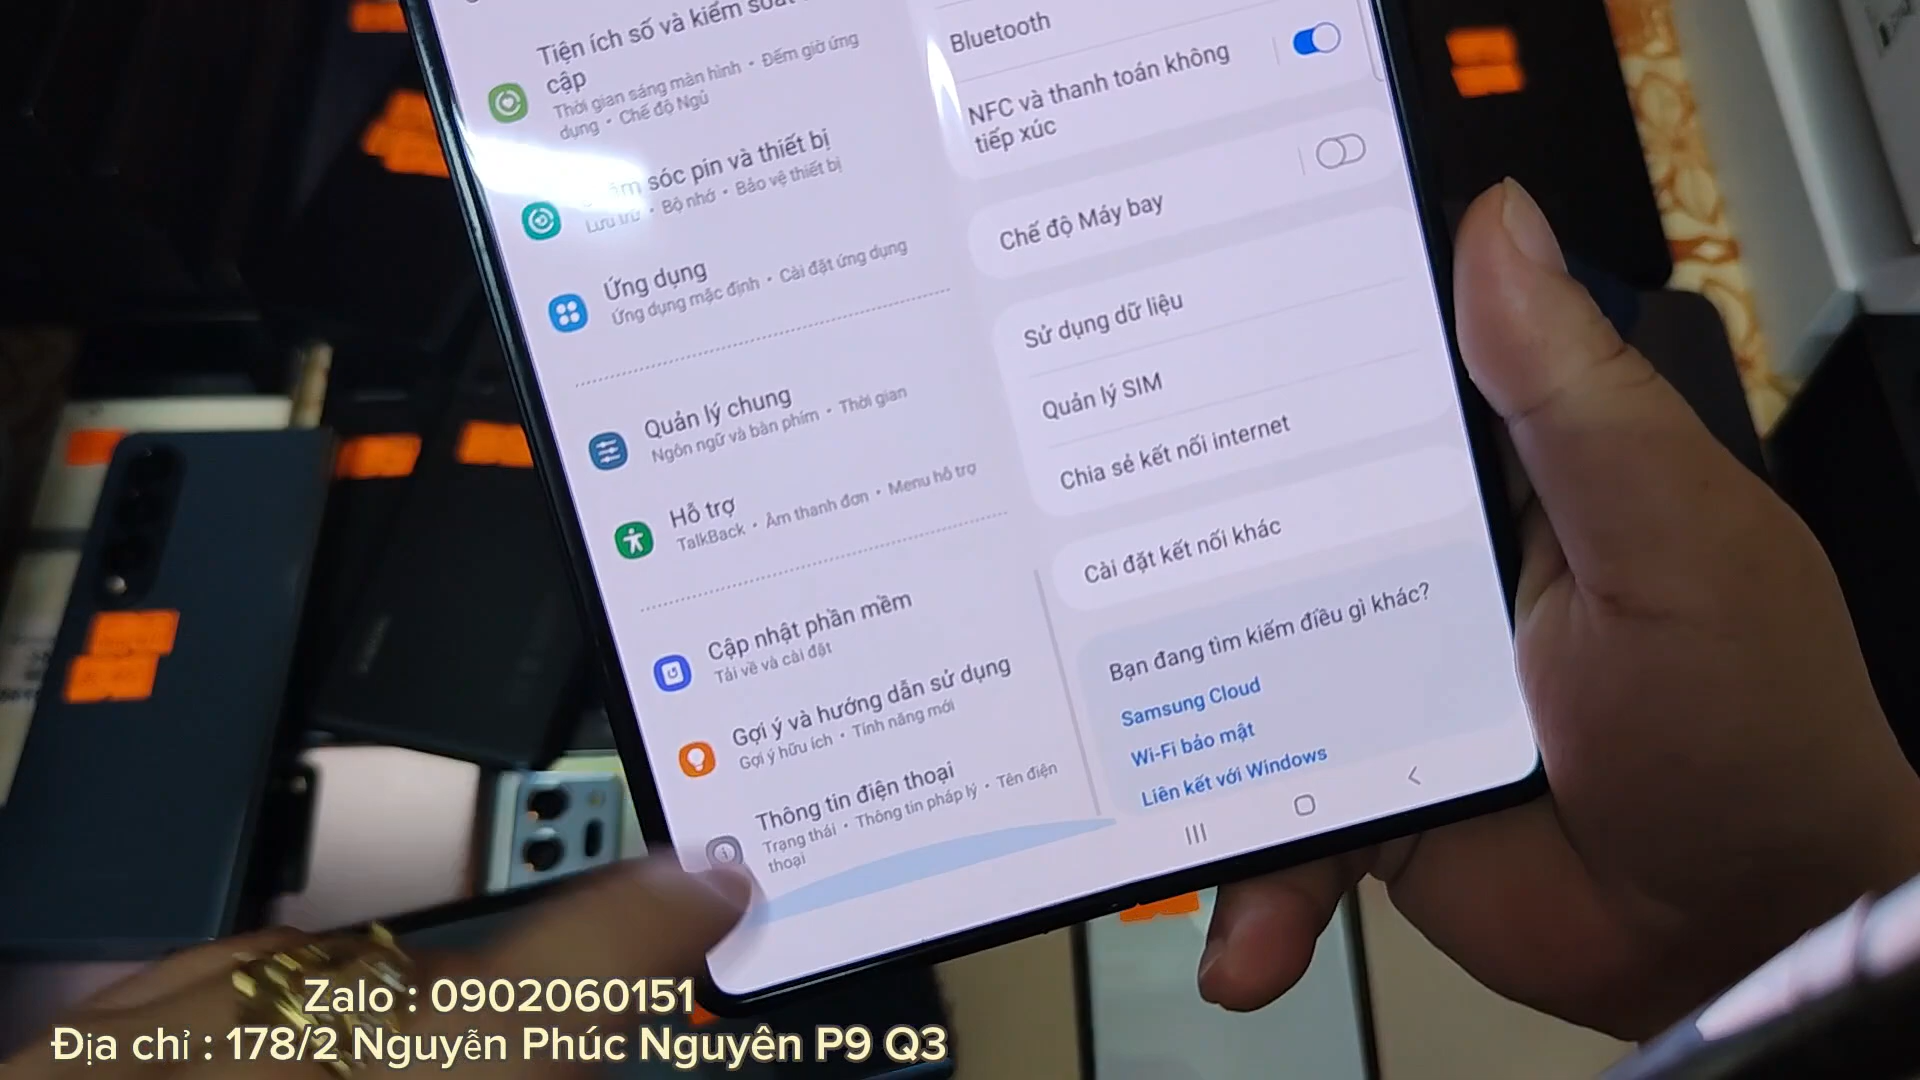 Tiện ích số và kiểm soát
cập
Thời gian sáng màn hình • Đếm giờ ứng
dụng • Chế độ Ngủ
sóc pin và thiết bị
Lưu trữ • Bộ nhớ • Bảo vệ thiết bị
Ứng dụng
Ứng dụng mặc định • Cài đặt ứng dụng
Quản lý chung
Ngôn ngữ và bàn phím • Thời gian
Hỗ trợ
TalkBack • Âm thanh đơn • Menu hỗ trợ
Cập nhật phần mềm
Tải về và cài đặt
Gợi ý và hướng dẫn sử dụng
Gợi ý hữu ích • Tính năng mới
Thông tin điện thoại
Trạng thái • Thông tin pháp lý • Tên điện
thoại
Bluetooth
NFC và thanh toán không
tiếp xúc
Chế độ Máy bay
Sử dụng dữ liệu
Quản lý SIM
Chia sẻ kết nối internet
Cài đặt kết nối khác
Bạn đang tìm kiếm điều gì khác?
Samsung Cloud
Wi-Fi bảo mật
Liên kết với Windows
Zalo : 0902060151
Địa chỉ : 178/2 Nguyễn Phúc Nguyên P9 Q3